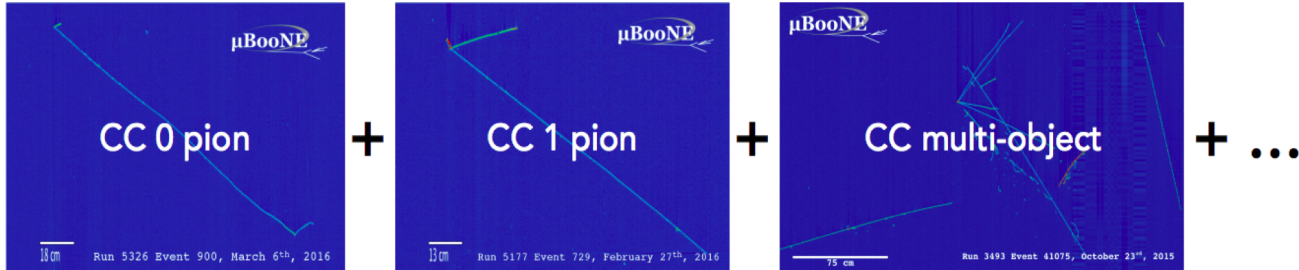 µBooNE
CC 0 pion
18 cm
Run 5326 Event 900, March 6th, 2016
+
µBooNE
CC 1 pion
13 cm
Run 5177 Event 729, February 27th, 2016
+
µBooNE
CC multi-object
75 cm
Run 3493 Event 41075, October 23rd, 2015
+ ...